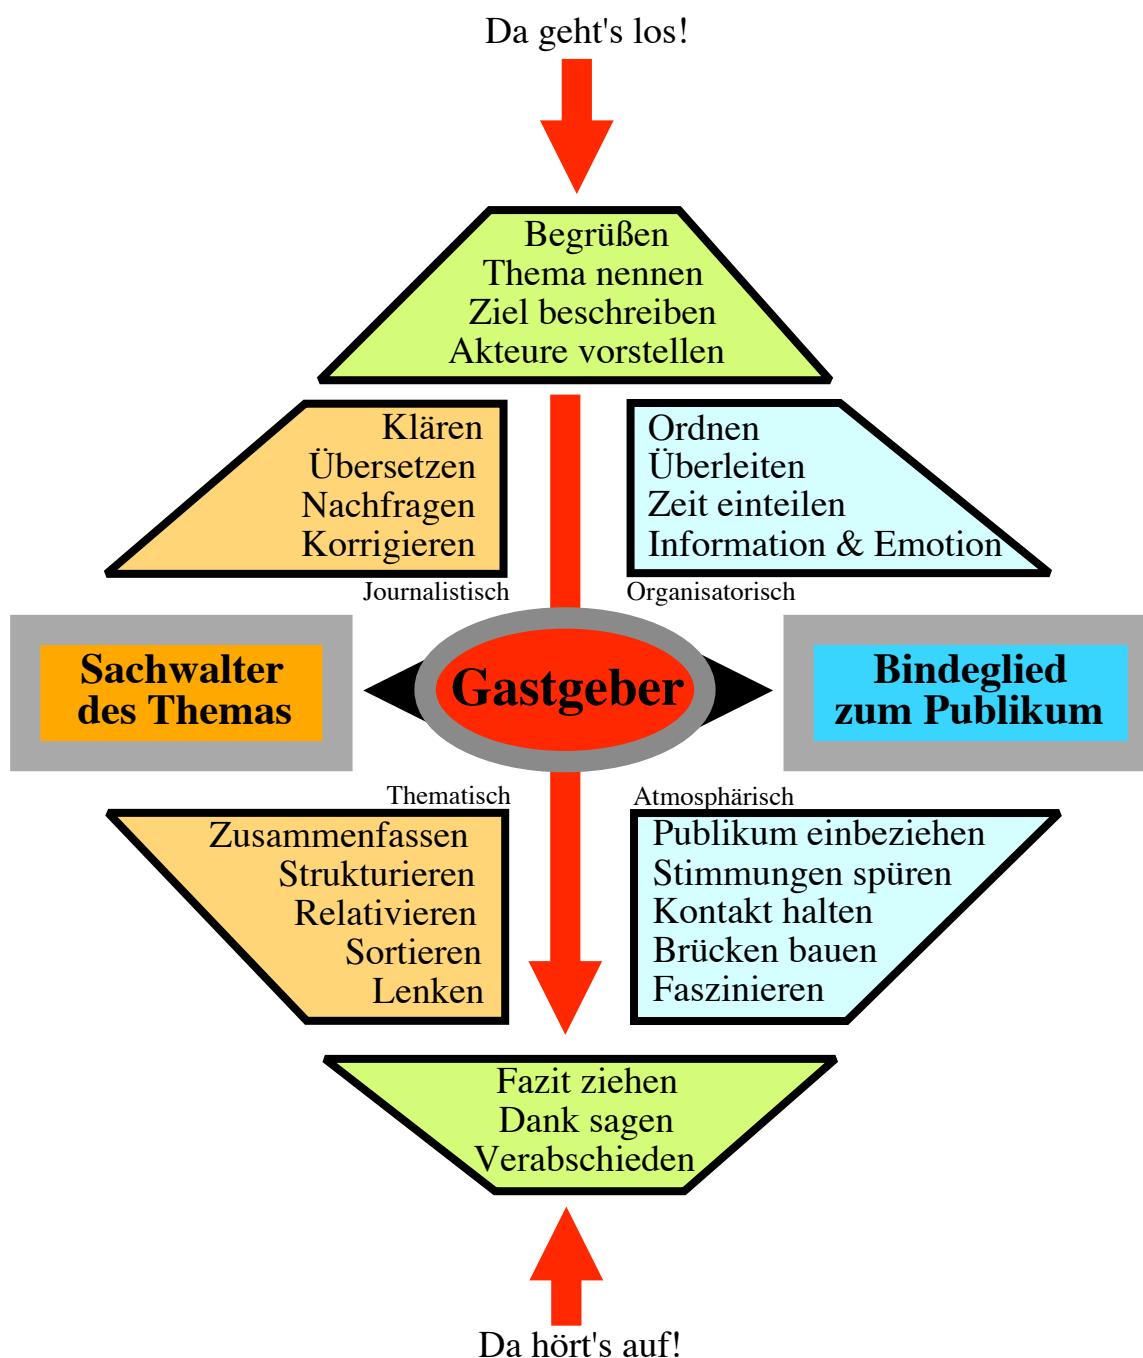 Da geht's los!
Begrüßen
Thema nennen
Ziel beschreiben
Akteure vorstellen
Klären
Übersetzen
Nachfragen
Korrigieren
Journalistisch
Ordnen
Überleiten
Zeit einteilen
Information & Emotion
Organisatorisch
Sachwalter
des Themas
Gastgeber
Bindeglied
zum Publikum
Thematisch
Zusammenfassen
Strukturieren
Relativieren
Sortieren
Lenken
Atmosphärisch
Publikum einbeziehen
Stimmungen spüren
Kontakt halten
Brücken bauen
Faszinieren
Fazit ziehen
Dank sagen
Verabschieden
Da hört's auf!